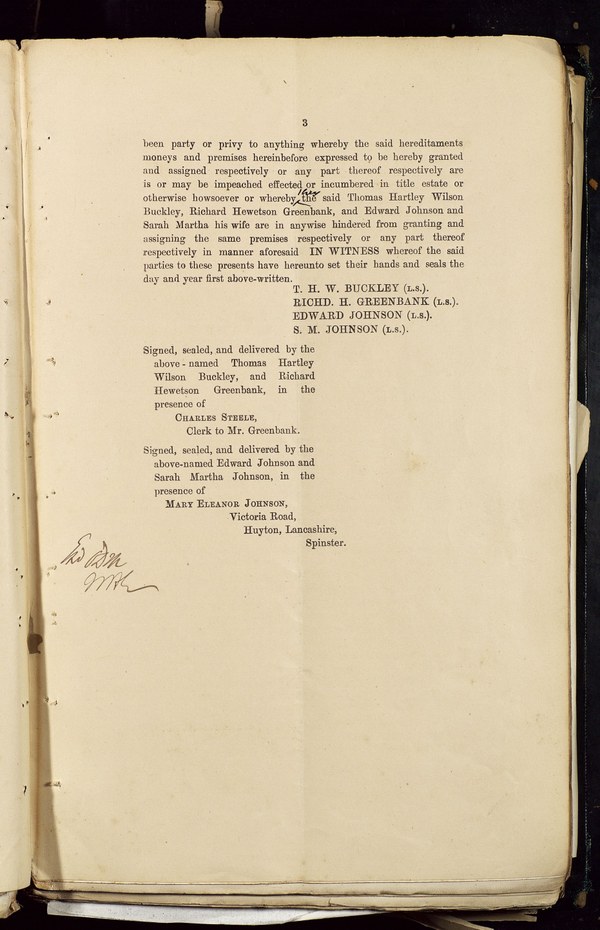 3
been party or privy to anything whereby the said hereditaments
moneys and premises hereinbefore expressed to be hereby granted
and assigned respectively or any part thereof respectively are
is or may be impeached effected or incumbered in title estate or
they
otherwise howsoever or whereby the said Thomas Hartley Wilson
Buckley, Richard Hewetson Greenbank, and Edward Johnson and
Sarah Martha his wife are in anywise hindered from granting and
assigning the same premises respectively or any part thereof
respectively in manner aforesaid IN WITNESS whereof the said
parties to these presents have hereunto set their hands and seals the
day and year first above-written.
T. H. W. BUCKLEY (L.S.).
RICHD. H. GREENBANK (L.S.).
EDWARD JOHNSON (L.S.).
S. M. JOHNSON (L.S.).
Signed, sealed, and delivered by the
above-named Thomas Hartley
Wilson Buckley, and Richard
Hewetson Greenbank, in the
presence of
CHARLES STEELE,
Clerk to Mr. Greenbank.
Signed, sealed, and delivered by the
above-named Edward Johnson and
Sarah Martha Johnson, in the
presence of
MARY ELEANOR JOHNSON,
Victoria Road,
Huyton, Lancashire,
Spinster.